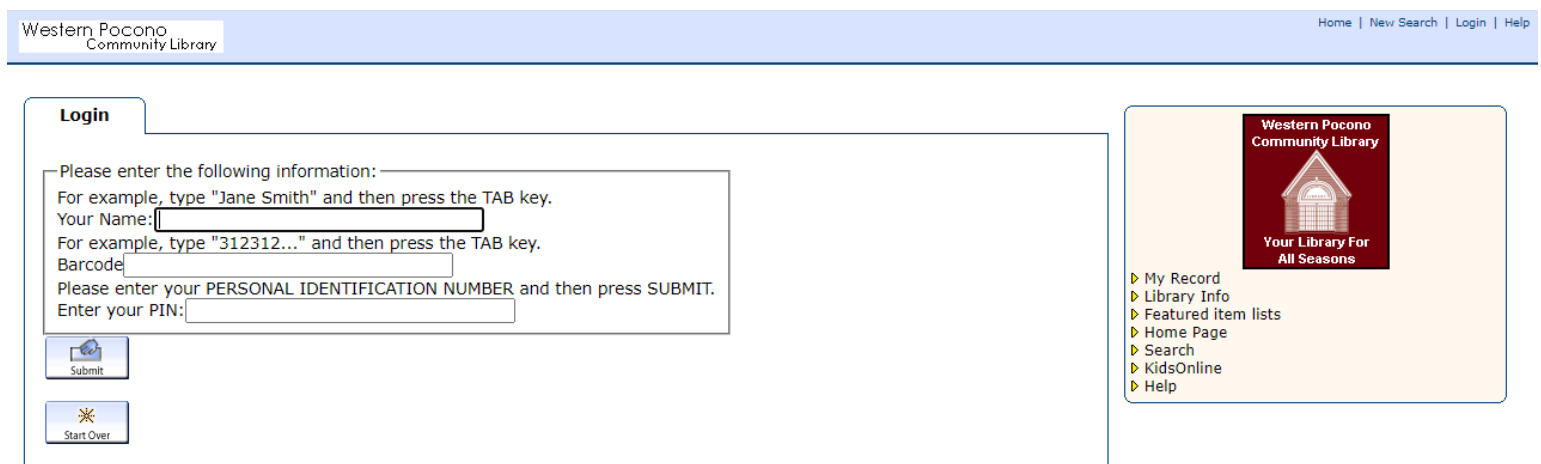 Western Pocono
Community Library
Home | New Search | Login | Help
Login
Please enter the following information:
For example, type "Jane Smith" and then press the TAB key.
Your Name:
For example, type "312312..." and then press the TAB key.
Barcode
Please enter your PERSONAL IDENTIFICATION NUMBER and then press SUBMIT.
Enter your PIN:
Submit
Start Over
Western Pocono
Community Library
LIBRARY
Your Library For
All Seasons
My Record
Library Info
Featured item lists
Home Page
Search
KidsOnline
Help